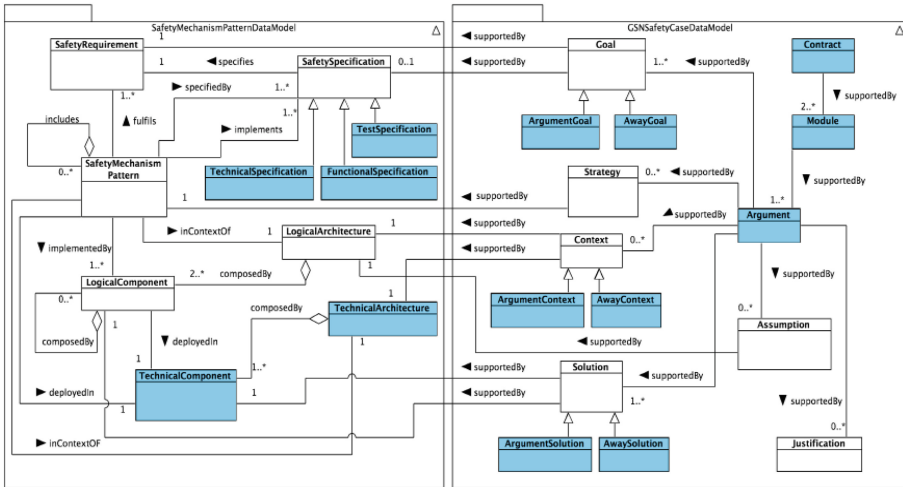 SafetyMechanismPatternDataModel
GSNSafetyCaseDataModel
SafetyRequirement
1
◄ supportedBy
Goal
Contract
1
◄ specifies
SafetySpecification
0..1
◄ supportedBy
1..*
◄ supportedBy
► specifiedBy
1..*
1..*
▼ supportedBy
2..*
1..*
▲ fulfils
► implements
TestSpecification
ArgumentGoal
AwayGoal
Module
includes
0..*
SafetyMechanism
Pattern
TechnicalSpecification
FunctionalSpecification
Strategy
0..*
◄ supportedBy
▼ supportedBy
1
◄ supportedBy
1..*
Argument
► inContextOf
1
LogicalArchitecture
1
◄ supportedBy
Context
0..*
◄ supportedBy
▼ implementedBy
1..*
2..*
composedBy
1
◄ supportedBy
▼ supportedBy
LogicalComponent
0..*
composedBy
1
1
▼ deployedIn
composedBy
TechnicalArchitecture
1
ArgumentContext
AwayContext
0..*
Assumption
◄ supportedBy
1
1..*
1
TechnicalComponent
► deployedIn
1
1
◄ supportedBy
◄ supportedBy
Solution
1..*
◄ supportedBy
▼ supportedBy
0..*
► inContextOF
ArgumentSolution
AwaySolution
Justification